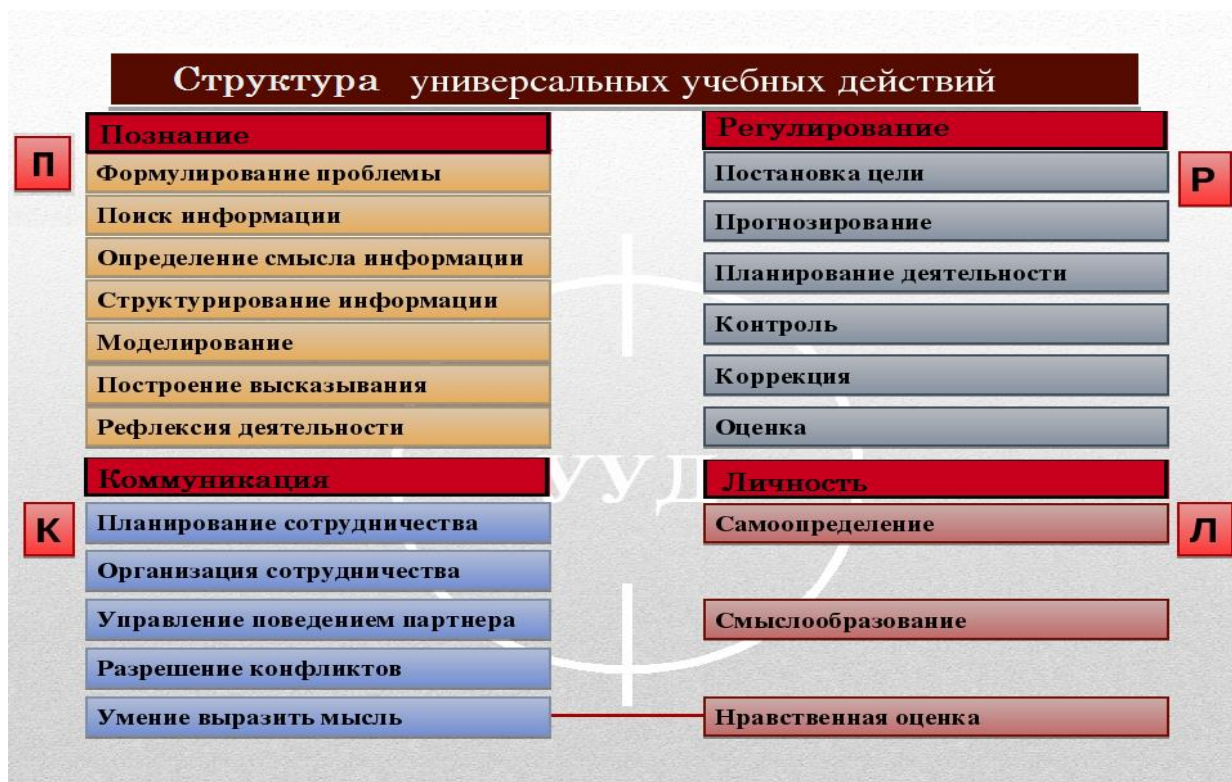 Структура универсальных учебных действий
П
Познание
Формулирование проблемы
Поиск информации
Определение смысла информации
Структурирование информации
Моделирование
Построение высказывания
Рефлексия деятельности
Регулирование
Р
Постановка цели
Прогнозирование
Планирование деятельности
Контроль
Коррекция
Оценка
УУД
Коммуникация
К
Планирование сотрудничества
Организация сотрудничества
Управление поведением партнера
Разрешение конфликтов
Умение выразить мысль
Личность
Л
Самоопределение
Смыслообразование
Нравственная оценка